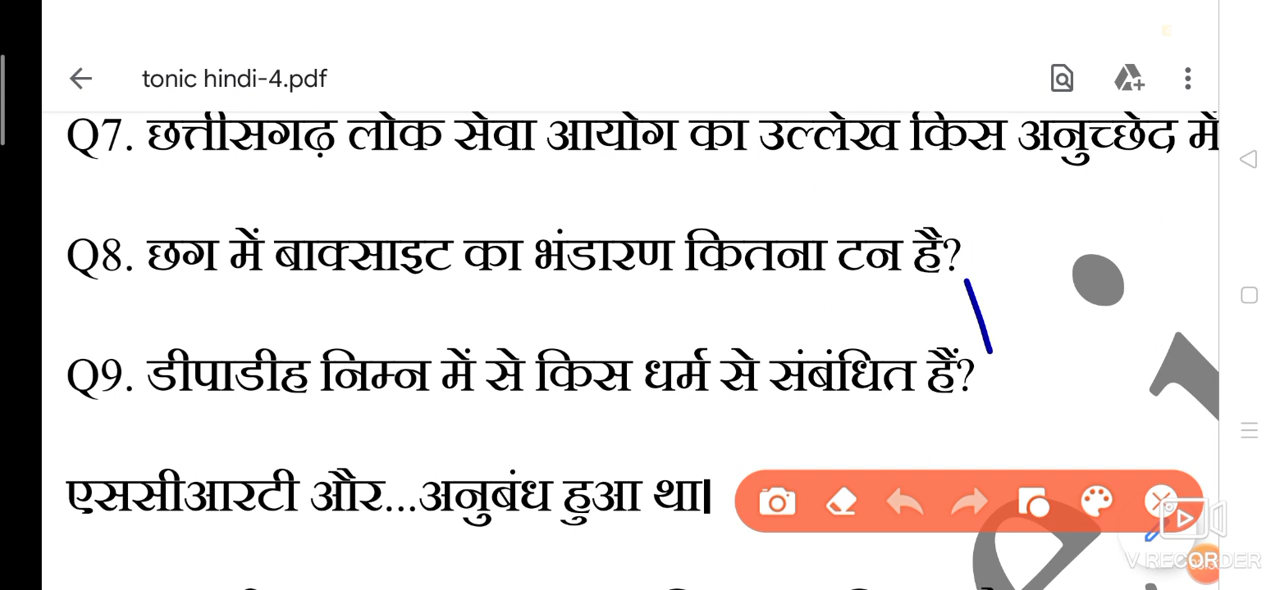 tonic hindi-4.pdf
Q7. छत्तीसगढ़ लोक सेवा आयोग का उल्लेख किस अनुच्छेद में
Q8. छग में बाक्साइट का भंडारण कितना टन है?
Q9. डीपाडीह निम्न में से किस धर्म से संबंधित हैं?
एससीआरटी और...अनुबंध हुआ था।
V RECORDER